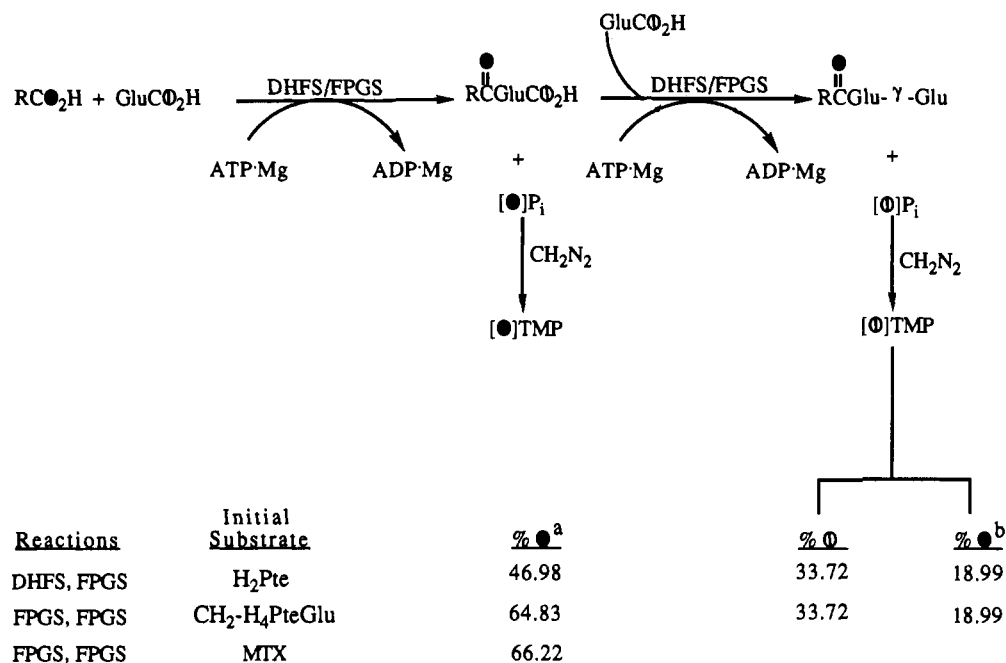 GluC⦶₂H
RC●₂H + GluC⦶₂H DHFS/FPGS ● RCGluC⦶₂H DHFS/FPGS ● RCGlu-γ-Glu
ATP·Mg ADP·Mg + ATP·Mg ADP·Mg +
[●]Pᵢ [⦶]Pᵢ
CH₂N₂ CH₂N₂
[●]TMP [⦶]TMP
Reactions Initial Substrate % ●ᵃ % ⦶ % ●ᵇ
DHFS, FPGS H₂Pte 46.98 33.72 18.99
FPGS, FPGS CH₂-H₄PteGlu 64.83 33.72 18.99
FPGS, FPGS MTX 66.22